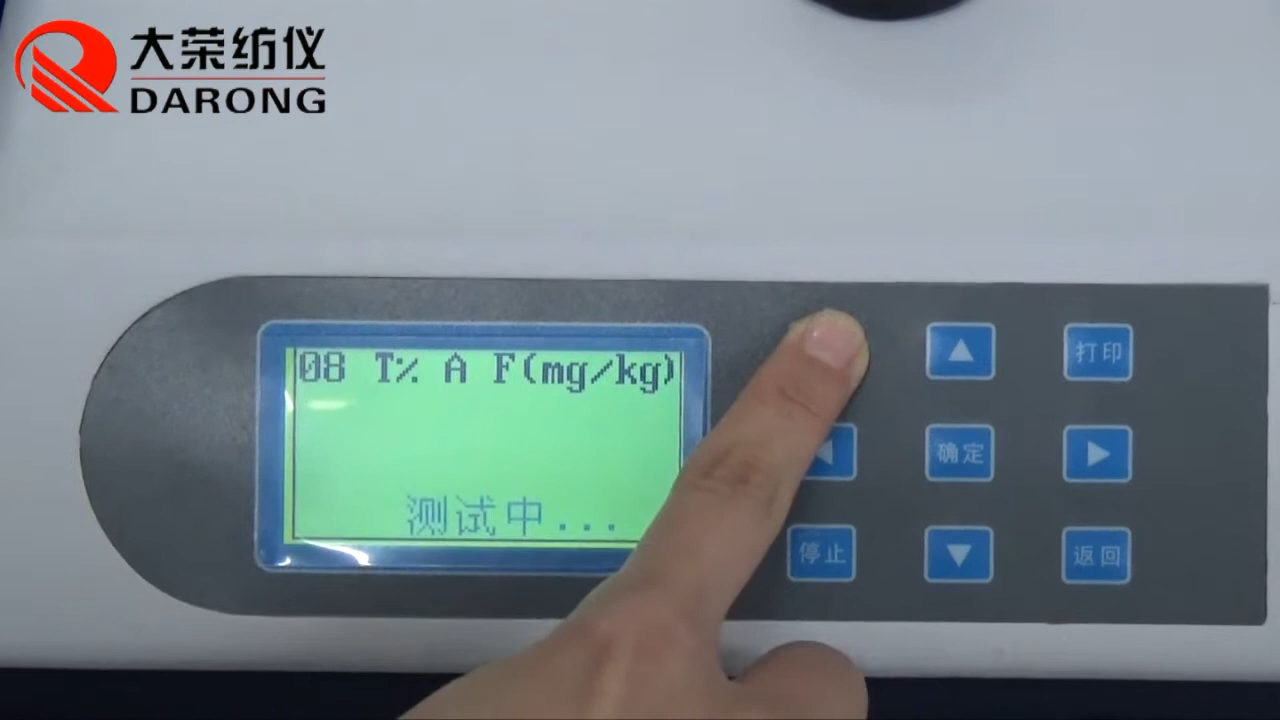 大荣纺仪
DARONG
08 T% A F(mg/kg)
测试中...
打印
确定
停止
返回